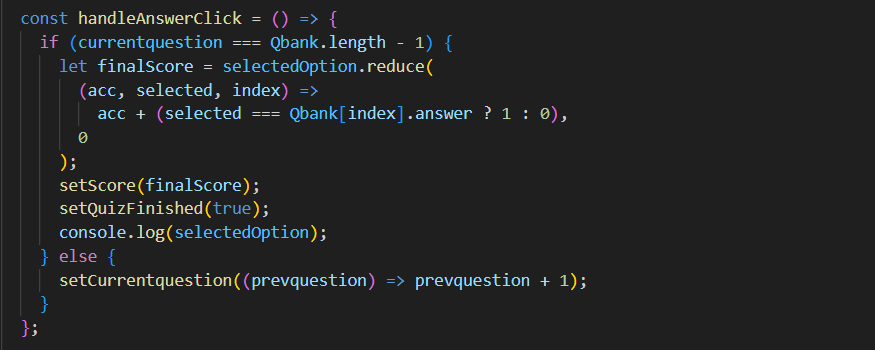 const handleAnswerClick = () => {
  if (currentquestion === Qbank.length - 1) {
    let finalScore = selectedOption.reduce(
      (acc, selected, index) =>
        acc + (selected === Qbank[index].answer ? 1 : 0),
      0
    );
    setScore(finalScore);
    setQuizFinished(true);
    console.log(selectedOption);
  } else {
    setCurrentquestion((prevquestion) => prevquestion + 1);
  }
};